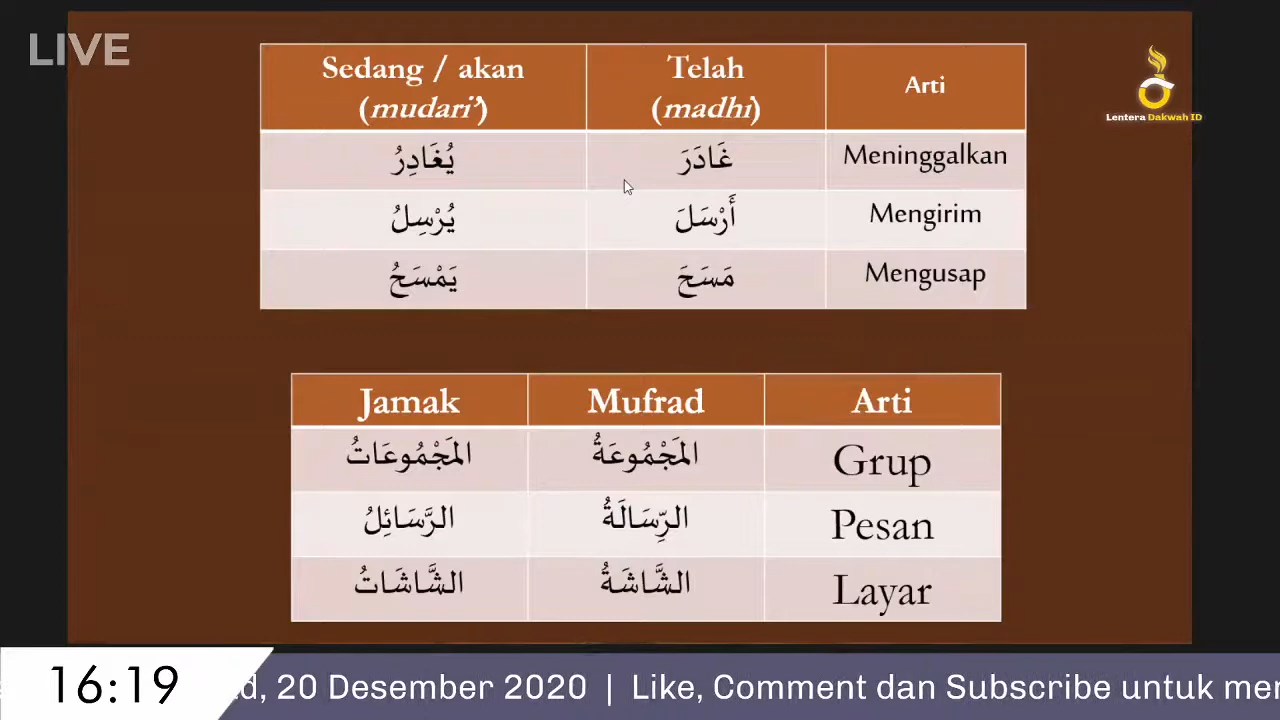 LIVE
Sedang / akan
(mudari’)
Telah
(madhi)
Arti
Lentera Dakwah ID
يُغَادِرُ
غَادَرَ
Meninggalkan
يُرْسِلُ
أَرْسَلَ
Mengirim
يَمْسَحُ
مَسَحَ
Mengusap
Jamak
Mufrad
Arti
المَجْمُوعَاتُ
المَجْمُوعَةُ
Grup
الرَّسَائِلُ
الرِّسَالَةُ
Pesan
الشَّاشَاتُ
الشَّاشَةُ
Layar
16:19
d, 20 Desember 2020 | Like, Comment dan Subscribe untuk mer